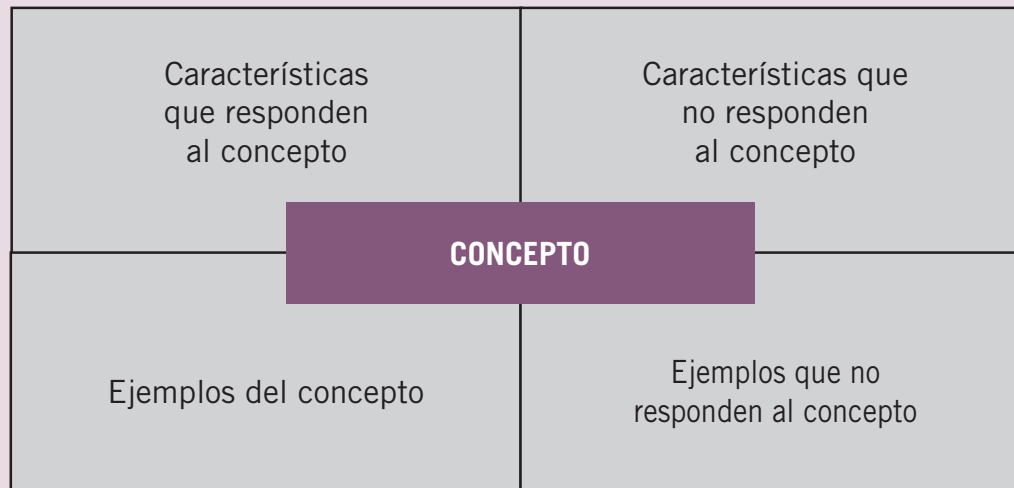 Características
que responden
al concepto
Características que
no responden
al concepto
CONCEPTO
Ejemplos del concepto
Ejemplos que no
responden al concepto